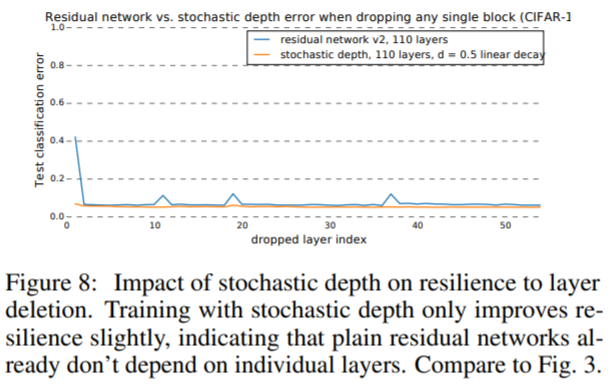 Residual network vs. stochastic depth error when dropping any single block (CIFAR-1
1.0
residual network v2, 110 layers
stochastic depth, 110 layers, d = 0.5 linear decay
0.8
0.6
0.4
0.2
0.0
Test classification error
0 10 20 30 40 50
dropped layer index
Figure 8: Impact of stochastic depth on resilience to layer
deletion. Training with stochastic depth only improves re-
silience slightly, indicating that plain residual networks al-
ready don't depend on individual layers. Compare to Fig. 3.